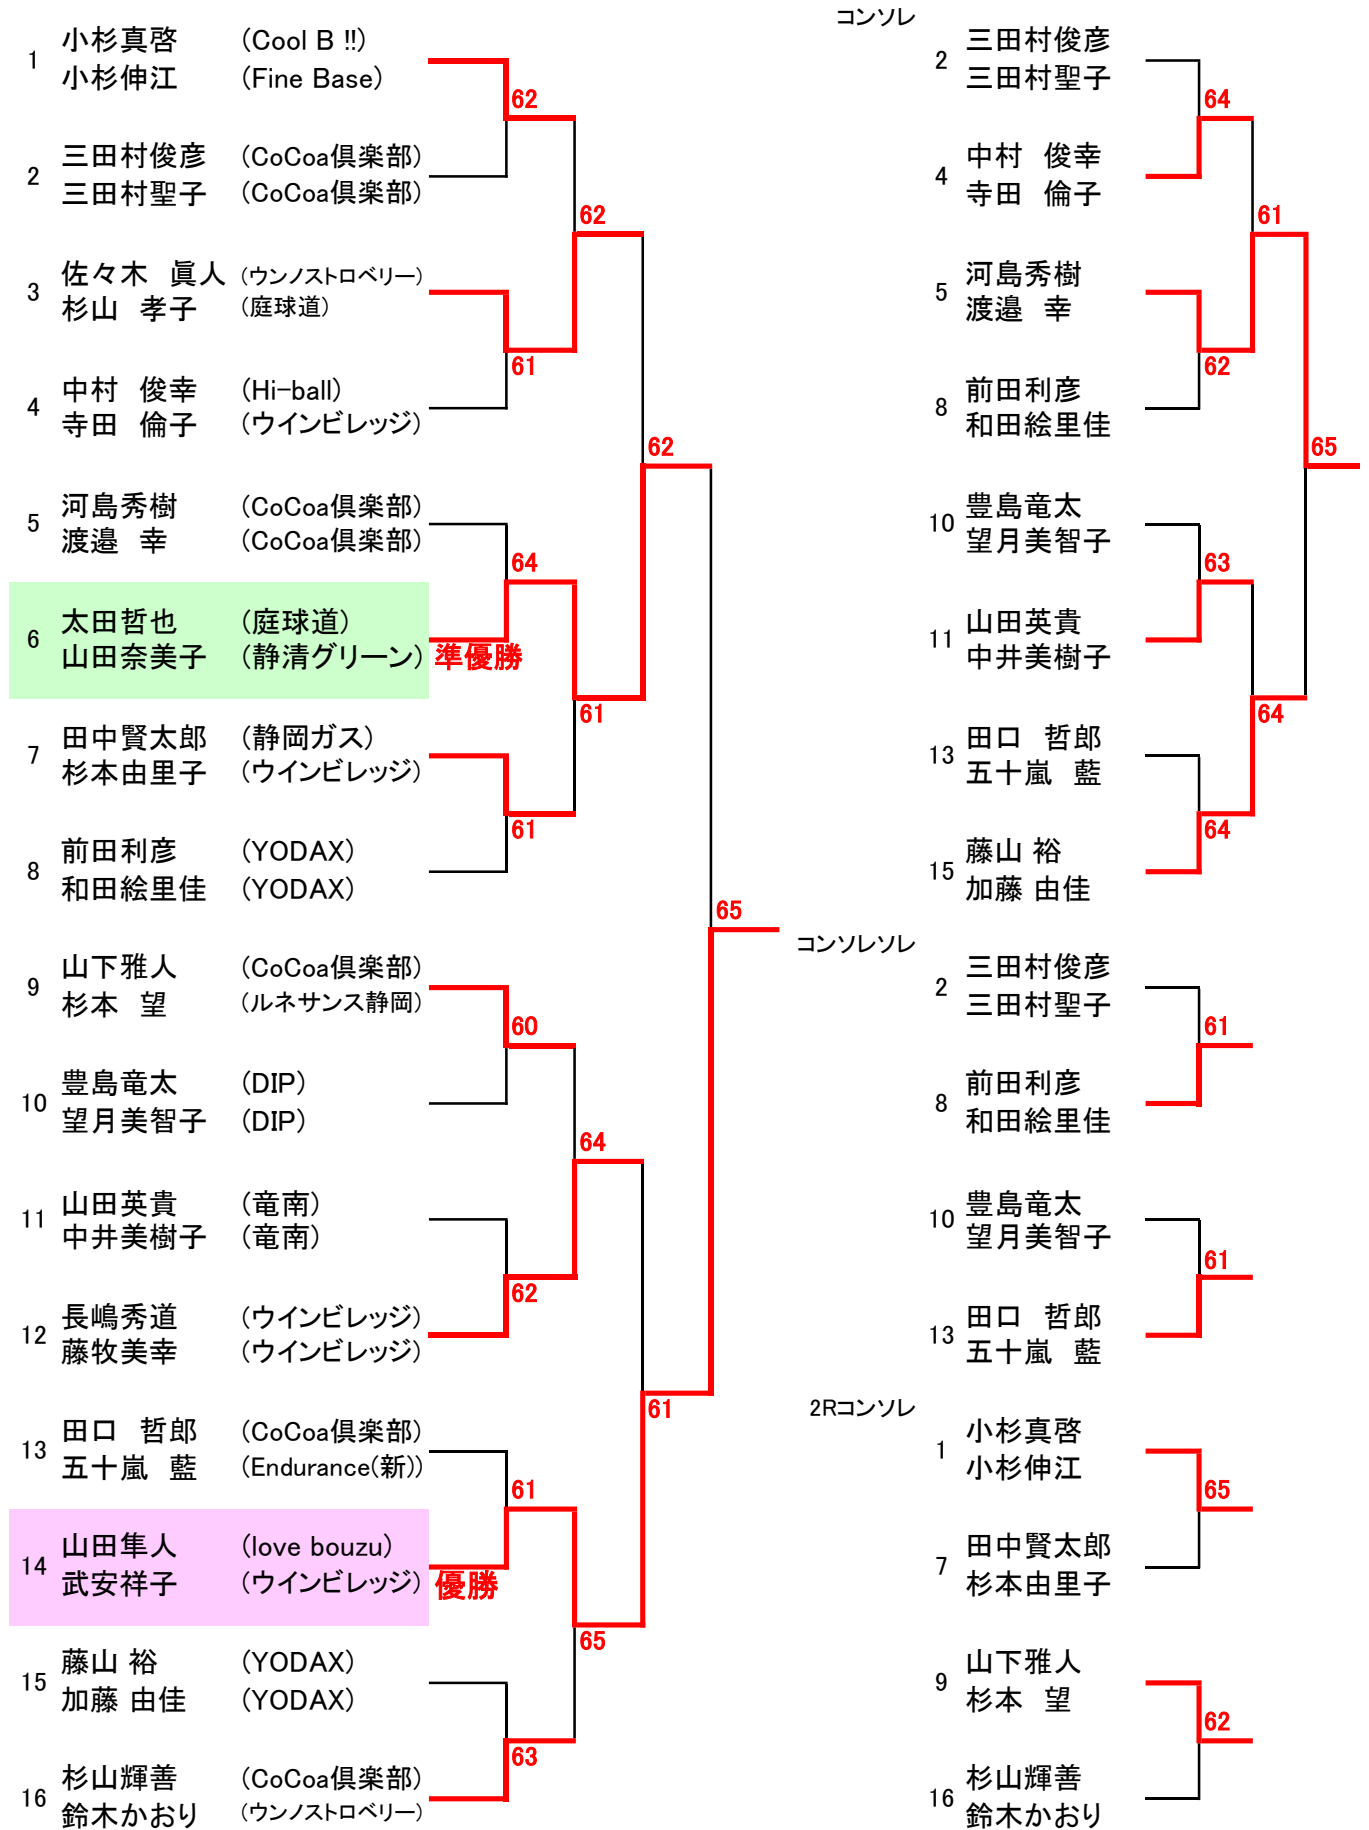 1
小杉真啓 (Cool B !!)
小杉伸江 (Fine Base)
62
2
三田村俊彦 (CoCoa倶楽部)
三田村聖子 (CoCoa倶楽部)
62
3
佐々木 眞人 (ウンノストロベリー)
杉山 孝子 (庭球道)
61
4
中村 俊幸 (Hi-ball)
寺田 倫子 (ウインビレッジ)
62
5
河島秀樹 (CoCoa倶楽部)
渡邉 幸 (CoCoa倶楽部)
64
6
太田哲也 (庭球道)
山田奈美子 (静清グリーン)
準優勝
61
7
田中賢太郎 (静岡ガス)
杉本由里子 (ウインビレッジ)
61
8
前田利彦 (YODAX)
和田絵里佳 (YODAX)
65
9
山下雅人 (CoCoa倶楽部)
杉本 望 (ルネサンス静岡)
60
10
豊島竜太 (DIP)
望月美智子 (DIP)
64
11
山田英貴 (竜南)
中井美樹子 (竜南)
62
12
長嶋秀道 (ウインビレッジ)
藤牧美幸 (ウインビレッジ)
61
13
田口 哲郎 (CoCoa倶楽部)
五十嵐 藍 (Endurance(新))
61
14
山田隼人 (love bouzu)
武安祥子 (ウインビレッジ)
優勝
65
15
藤山 裕 (YODAX)
加藤 由佳 (YODAX)
63
16
杉山輝善 (CoCoa倶楽部)
鈴木かおり (ウンノストロベリー)
コンソレ
2
三田村俊彦
三田村聖子
64
4
中村 俊幸
寺田 倫子
61
5
河島秀樹
渡邉 幸
62
8
前田利彦
和田絵里佳
65
10
豊島竜太
望月美智子
63
11
山田英貴
中井美樹子
64
13
田口 哲郎
五十嵐 藍
64
15
藤山 裕
加藤 由佳
コンソレソレ
2
三田村俊彦
三田村聖子
61
8
前田利彦
和田絵里佳
10
豊島竜太
望月美智子
61
13
田口 哲郎
五十嵐 藍
2Rコンソレ
1
小杉真啓
小杉伸江
65
7
田中賢太郎
杉本由里子
9
山下雅人
杉本 望
62
16
杉山輝善
鈴木かおり